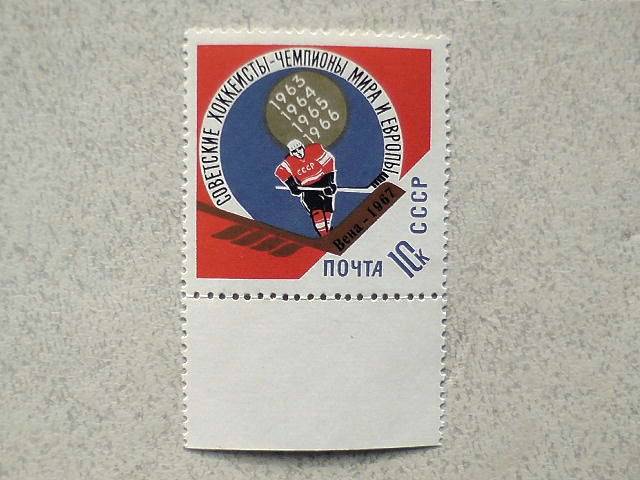 СОВЕТСКИЕ ХОККЕИСТЫ-ЧЕМПИОНЫ МИРА И ЕВРОПЫ
1963
1964
1965
1966
СССР
Вена-1967
ПОЧТА 10К СССР